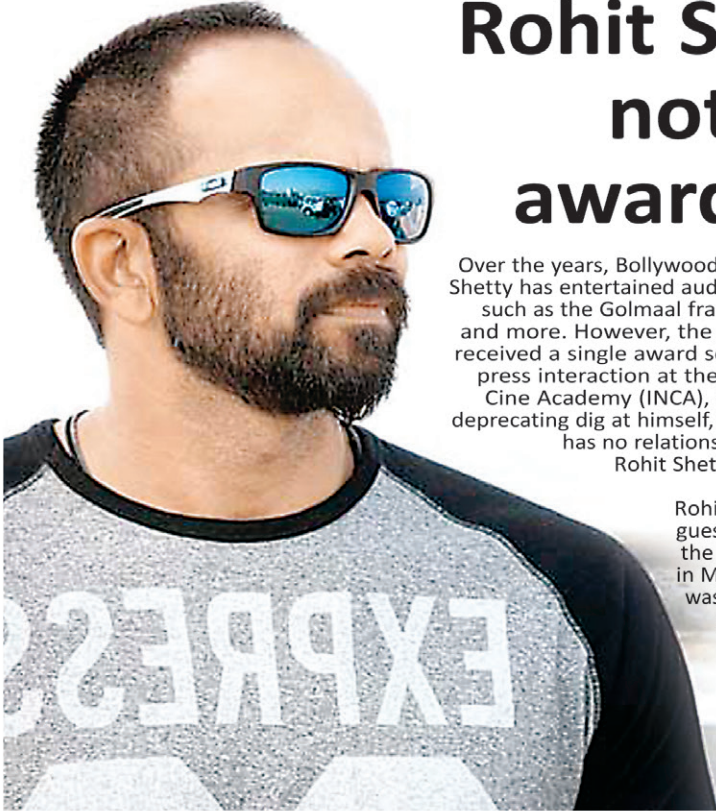 Rohit S
not
award
Over the years, Bollywood
Shetty has entertained aud
such as the Golmaal fra
and more. However, the
received a single award s
press interaction at the
Cine Academy (INCA),
deprecating dig at himself,
has no relations
Rohit Shet
Rohi
gues
the
in M
was
EXPRESS